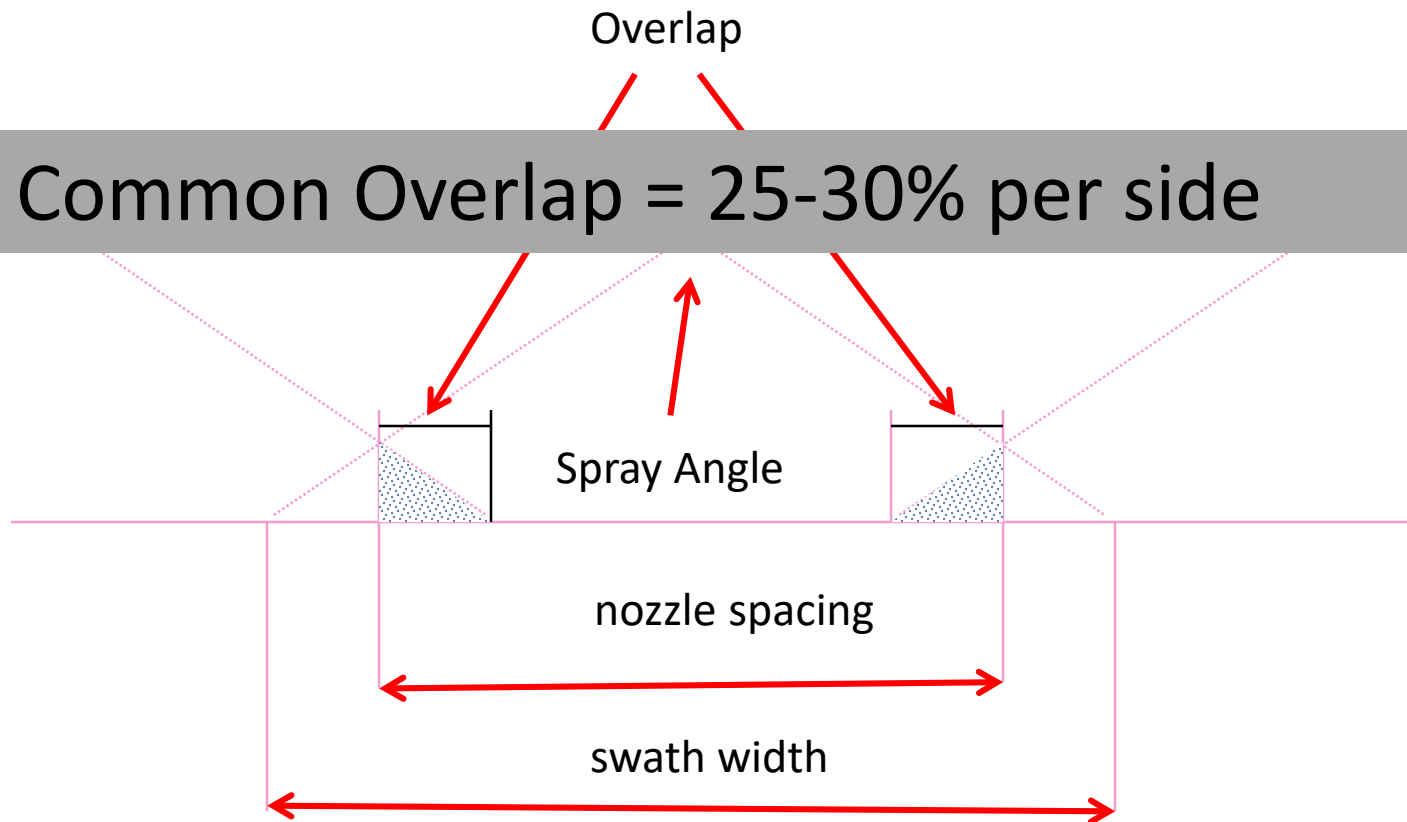 Overlap
Common Overlap = 25-30% per side
Spray Angle
nozzle spacing
swath width